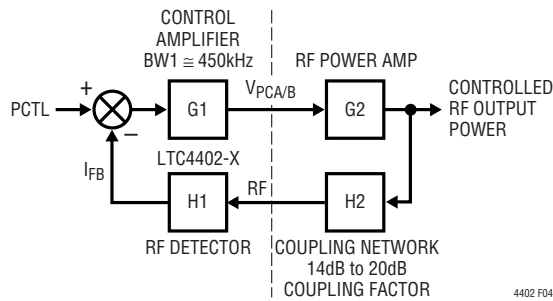 CONTROL
AMPLIFIER
BW1 ≅ 450kHz
RF POWER AMP
PCTL
+
–
G1
V_PCA/B
G2
CONTROLLED
RF OUTPUT
POWER
LTC4402-X
I_FB
H1
RF
H2
RF DETECTOR
COUPLING NETWORK
14dB to 20dB
COUPLING FACTOR
4402 F04